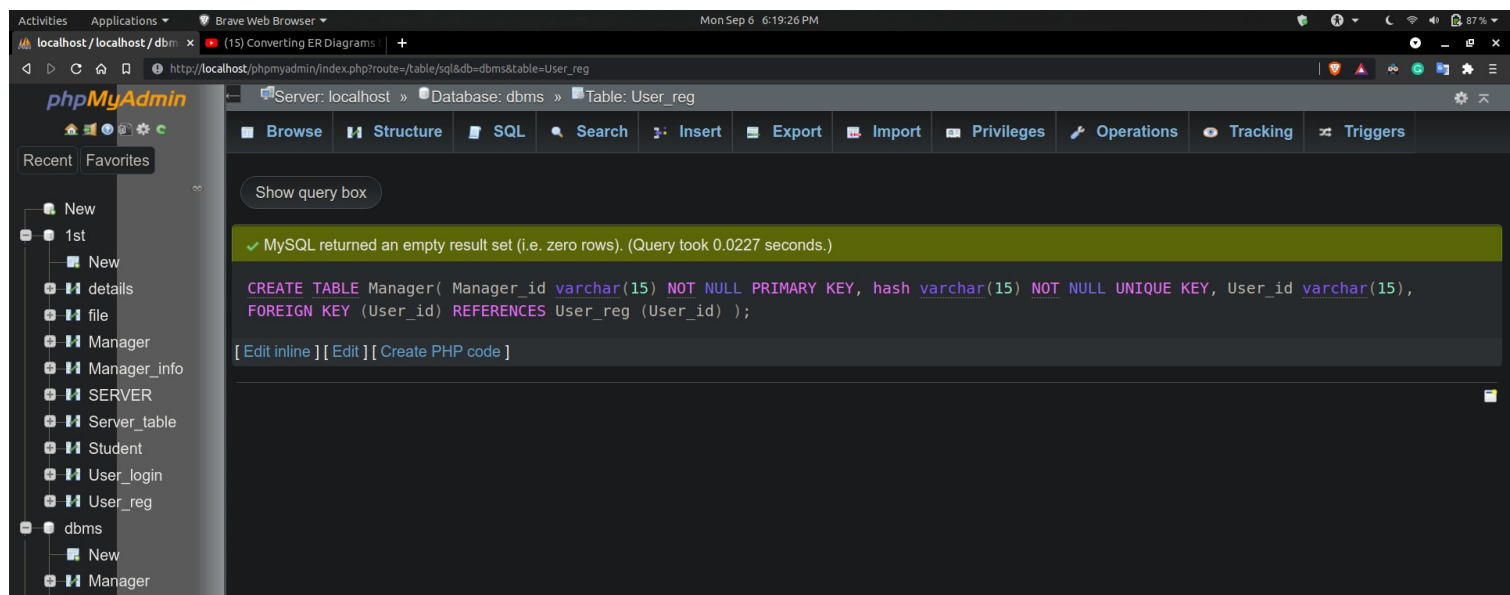 Activities Applications Brave Web Browser Mon Sep 6 6:19:26 PM 87 %
localhost / localhost / dbm × (15) Converting ER Diagrams t +
http://localhost/phpmyadmin/index.php?route=/table/sql&db=dbms&table=User_reg
phpMyAdmin
Server: localhost » Database: dbms » Table: User_reg
Browse Structure SQL Search Insert Export Import Privileges Operations Tracking Triggers
Recent Favorites
Show query box
New
1st
New
details
file
Manager
Manager_info
SERVER
Server_table
Student
User_login
User_reg
dbms
New
Manager
MySQL returned an empty result set (i.e. zero rows). (Query took 0.0227 seconds.)
CREATE TABLE Manager( Manager_id varchar(15) NOT NULL PRIMARY KEY, hash varchar(15) NOT NULL UNIQUE KEY, User_id varchar(15),
FOREIGN KEY (User_id) REFERENCES User_reg (User_id) );
[ Edit inline ] [ Edit ] [ Create PHP code ]